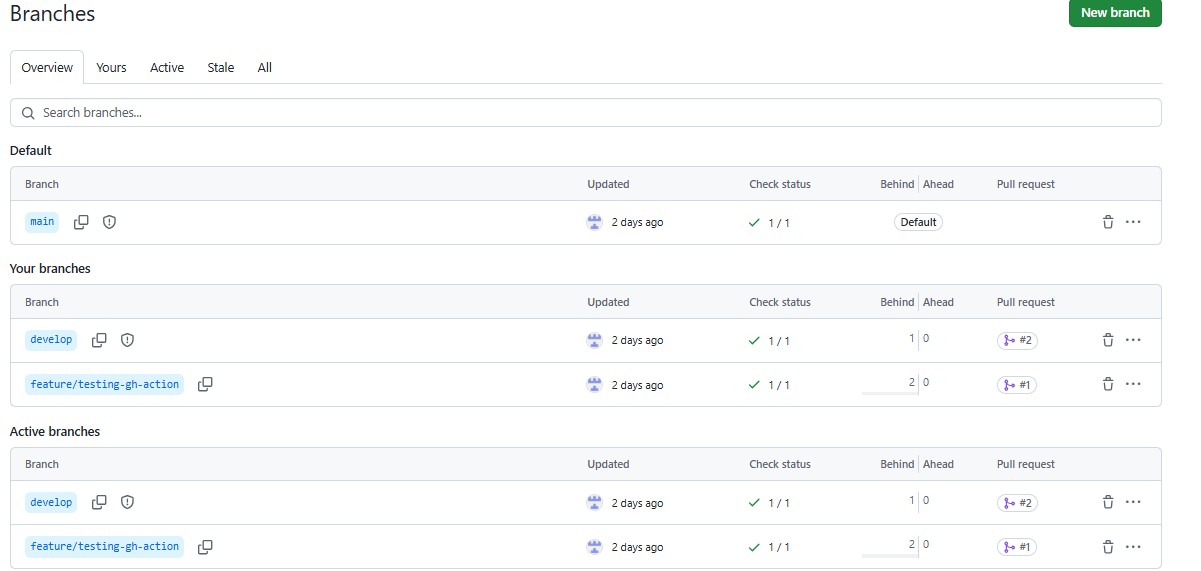 Branches
New branch
Overview Yours Active Stale All
Search branches...
Default
Branch Updated Check status Behind Ahead Pull request
main 2 days ago 1 / 1 Default
Your branches
Branch Updated Check status Behind Ahead Pull request
develop 2 days ago 1 / 1 1 0 #2
feature/testing-gh-action 2 days ago 1 / 1 2 0 #1
Active branches
Branch Updated Check status Behind Ahead Pull request
develop 2 days ago 1 / 1 1 0 #2
feature/testing-gh-action 2 days ago 1 / 1 2 0 #1